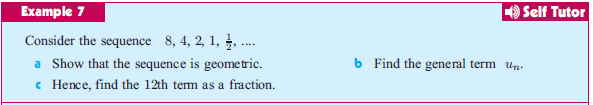 Example 7
Self Tutor
Consider the sequence 8, 4, 2, 1, 1/2, ....
a Show that the sequence is geometric.
b Find the general term uₙ.
c Hence, find the 12th term as a fraction.